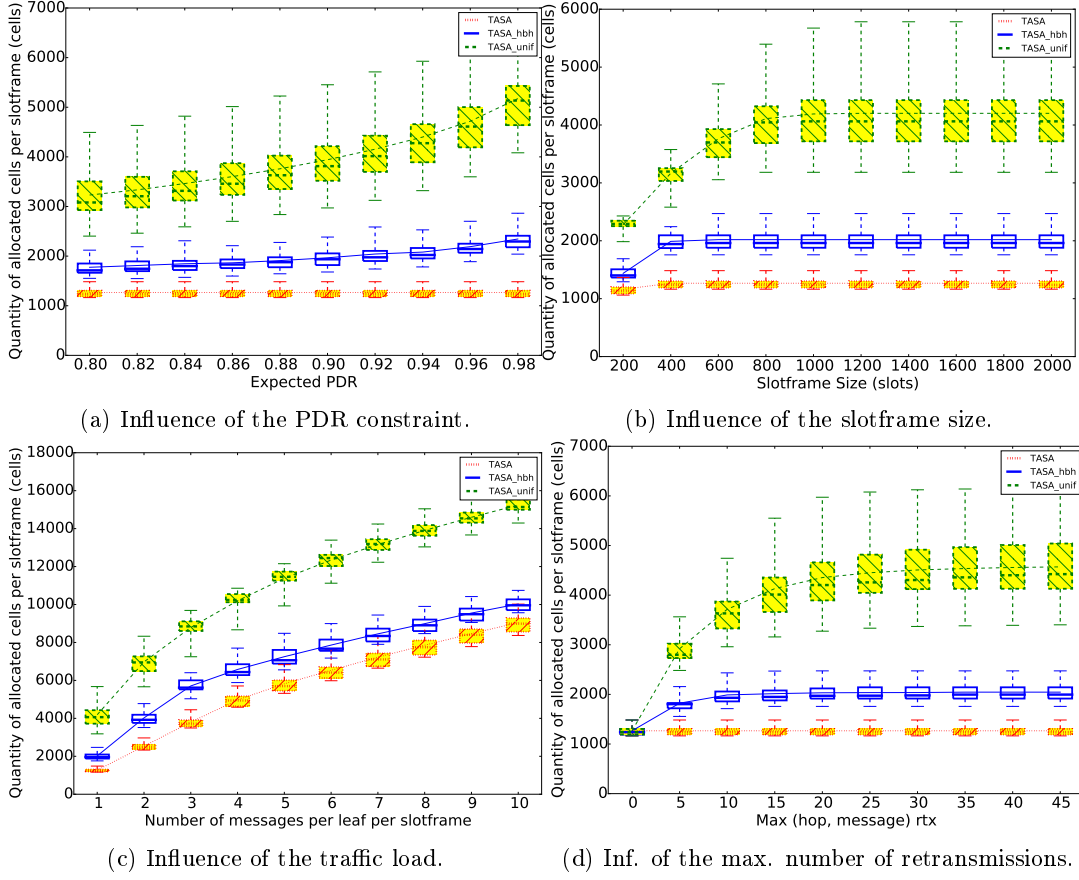 Quantity of allocated cells per slotframe (cells)
7000
6000
5000
4000
3000
2000
1000
0
TASA
TASA_hbh
TASA_unif
0.80 0.82 0.84 0.86 0.88 0.90 0.92 0.94 0.96 0.98
Expected PDR
(a) Influence of the PDR constraint.
Quantity of allocated cells per slotframe (cells)
6000
5000
4000
3000
2000
1000
0
TASA
TASA_hbh
TASA_unif
200 400 600 800 1000 1200 1400 1600 1800 2000
Slotframe Size (slots)
(b) Influence of the slotframe size.
Quantity of allocated cells per slotframe (cells)
18000
16000
14000
12000
10000
8000
6000
4000
2000
0
TASA
TASA_hbh
TASA_unif
1 2 3 4 5 6 7 8 9 10
Number of messages per leaf per slotframe
(c) Influence of the traffic load.
Quantity of allocated cells per slotframe (cells)
7000
6000
5000
4000
3000
2000
1000
0
TASA
TASA_hbh
TASA_unif
0 5 10 15 20 25 30 35 40 45
Max (hop, message) rtx
(d) Inf. of the max. number of retransmissions.